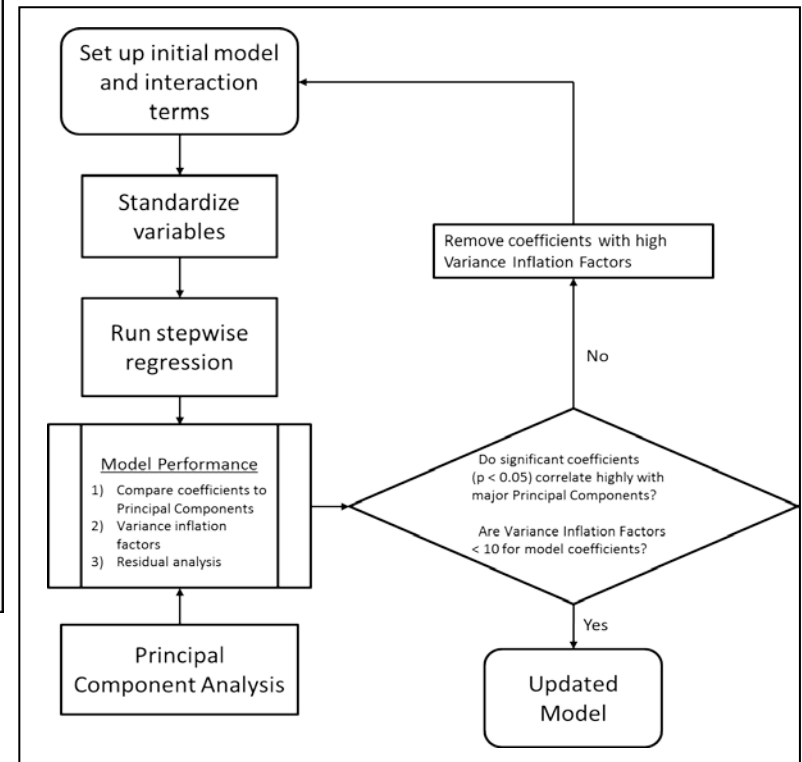 Set up initial model
and interaction
terms
Standardize
variables
Run stepwise
regression
Model Performance
1) Compare coefficients to
Principal Components
2) Variance inflation
factors
3) Residual analysis
Principal
Component Analysis
Do significant coefficients
(p < 0.05) correlate highly with
major Principal Components?
Are Variance Inflation Factors
< 10 for model coefficients?
No
Remove coefficients with high
Variance Inflation Factors
Yes
Updated
Model